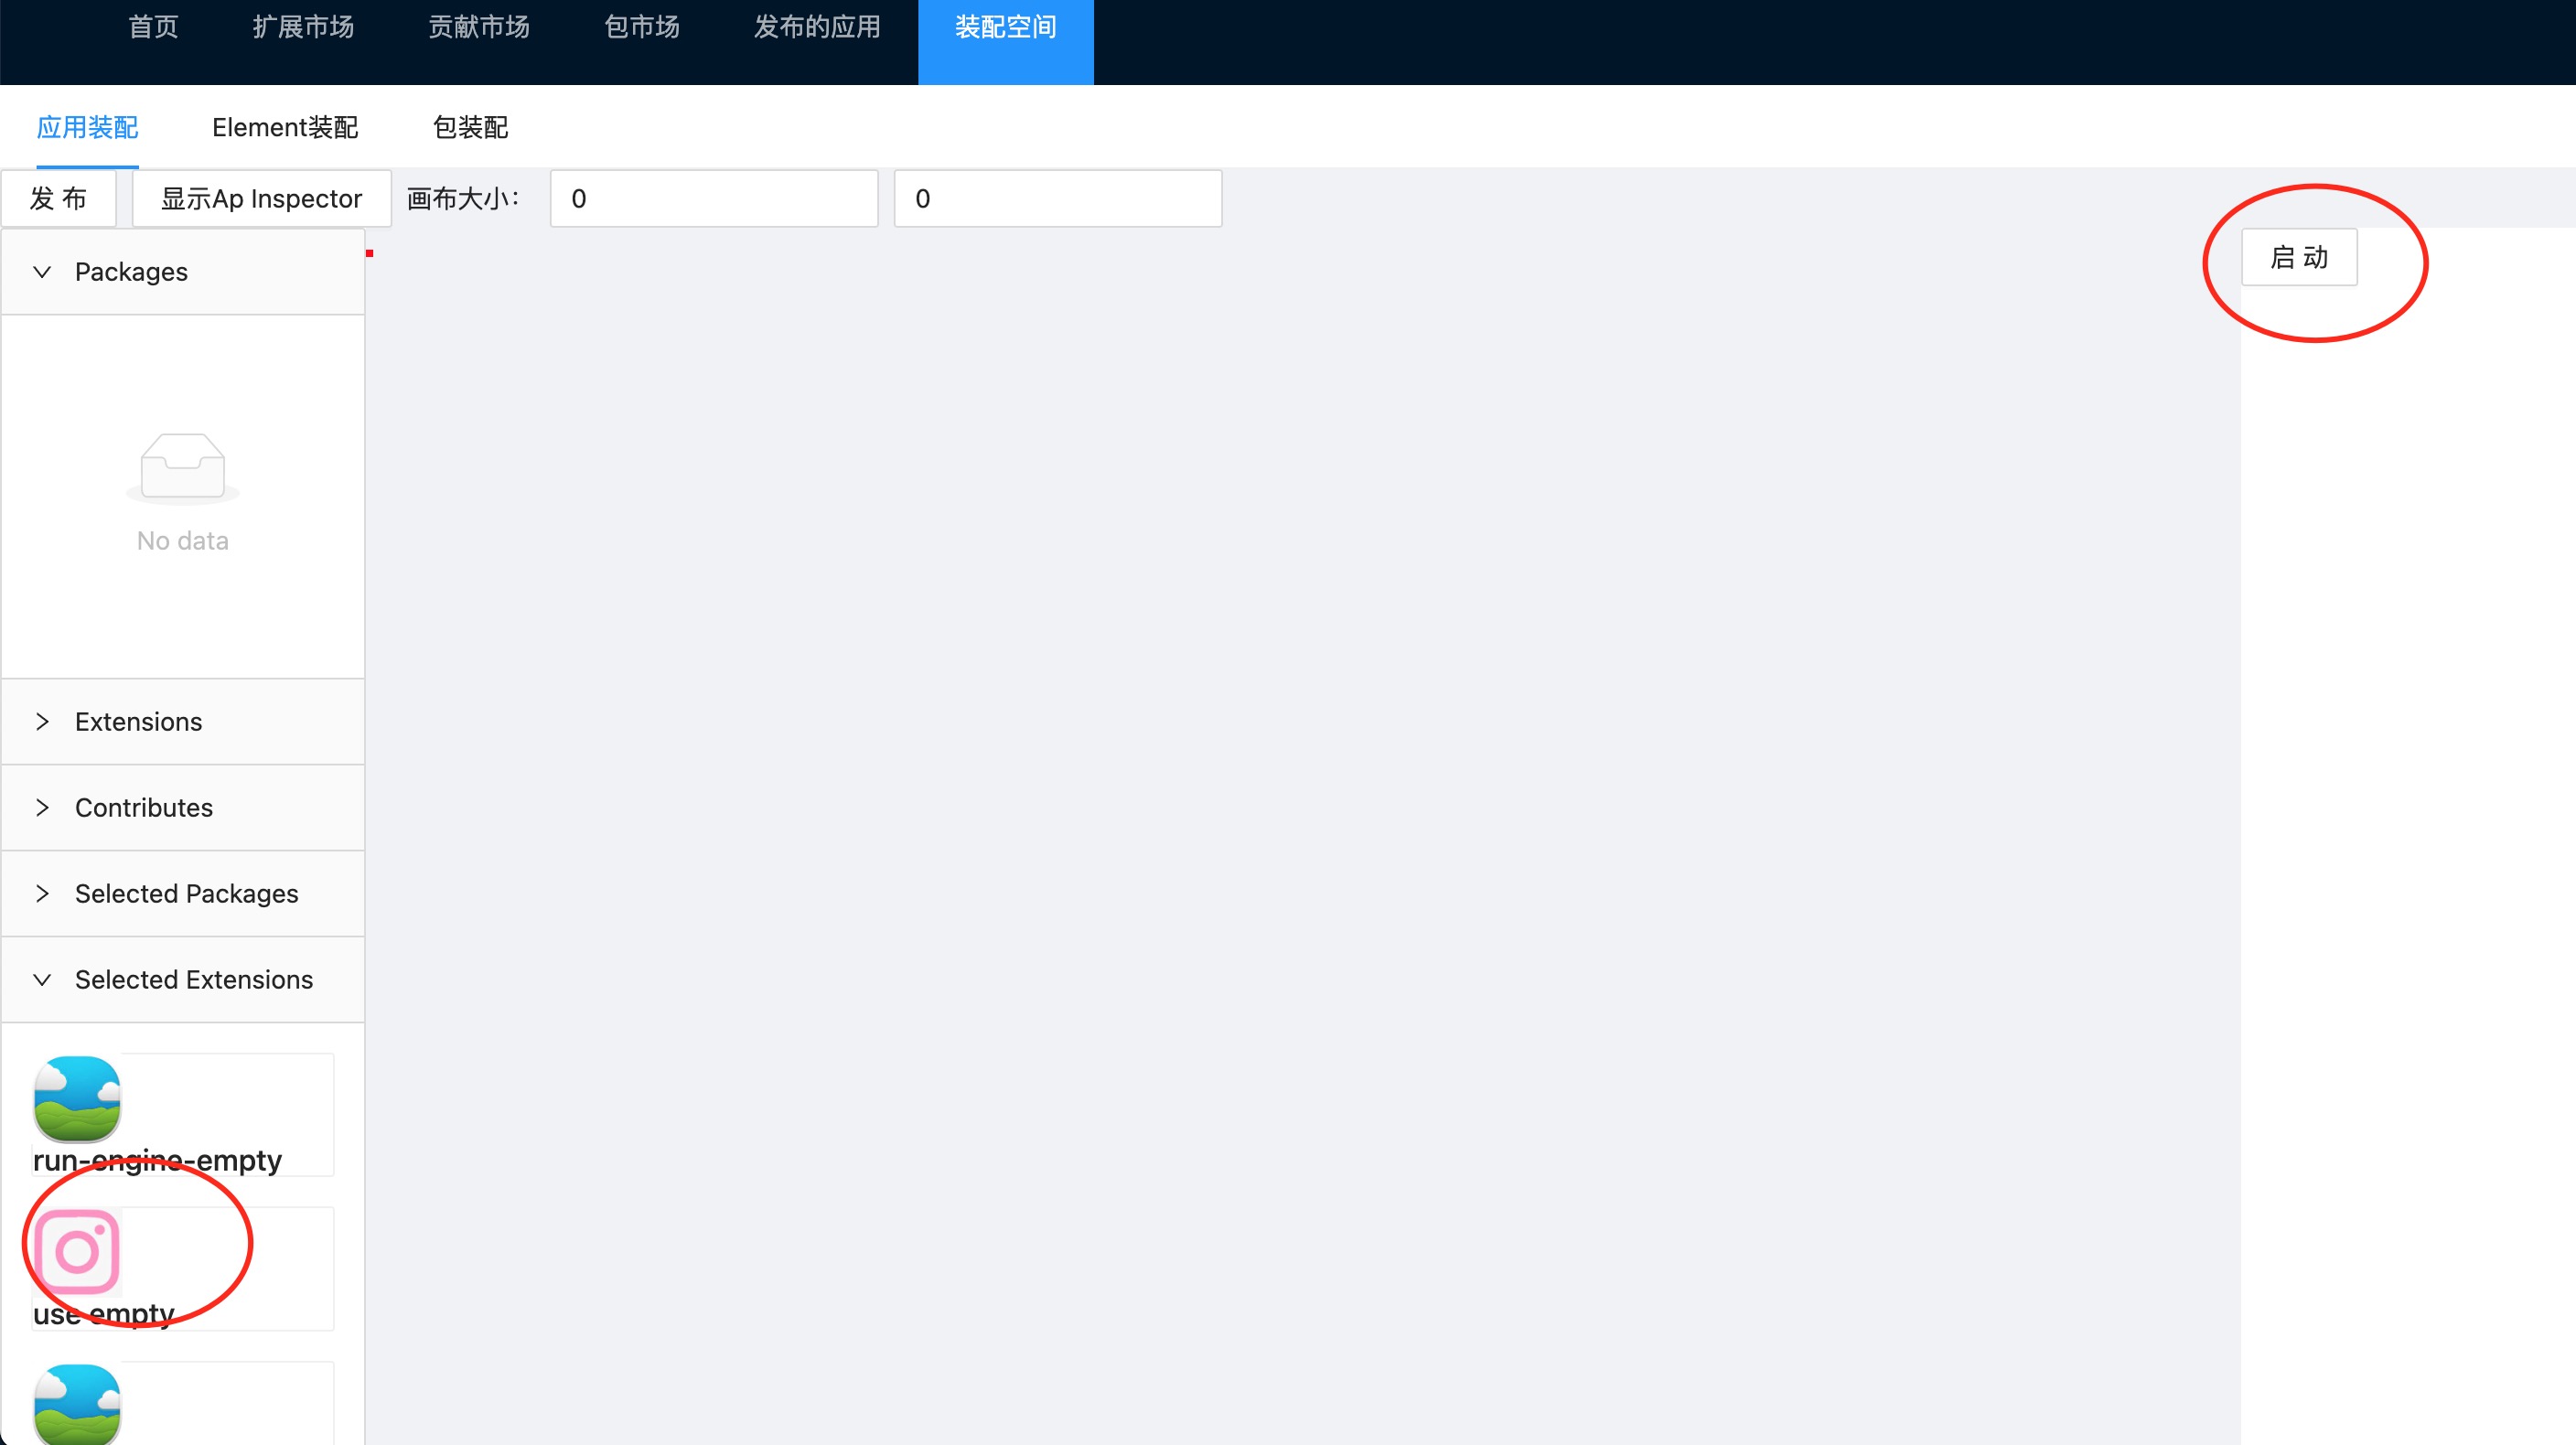 首页 扩展市场 贡献市场 包市场 发布的应用 装配空间
应用装配 Element装配 包装配
发 布 显示Ap Inspector 画布大小： 0 0
启 动
Packages
No data
Extensions
Contributes
Selected Packages
Selected Extensions
run-engine-empty
use empty